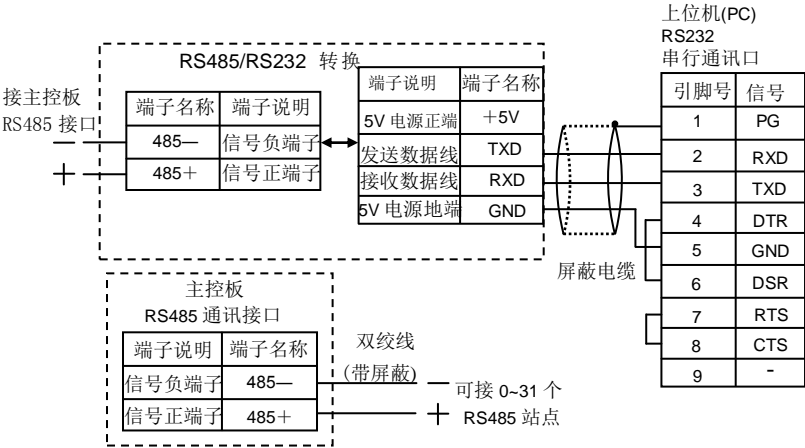 上位机(PC)
RS232
串行通讯口
引脚号 信号
1 PG
2 RXD
3 TXD
4 DTR
5 GND
6 DSR
7 RTS
8 CTS
9 -
RS485/RS232 转换
接主控板
RS485 接口
— 
+
端子名称 端子说明
485— 信号负端子
485+ 信号正端子
端子说明 端子名称
5V 电源正端 +5V
发送数据线 TXD
接收数据线 RXD
5V 电源地端 GND
屏蔽电缆
主控板
RS485 通讯接口
端子说明 端子名称
信号负端子 485—
信号正端子 485+
双绞线
(带屏蔽)
—
+
可接 0~31 个
RS485 站点